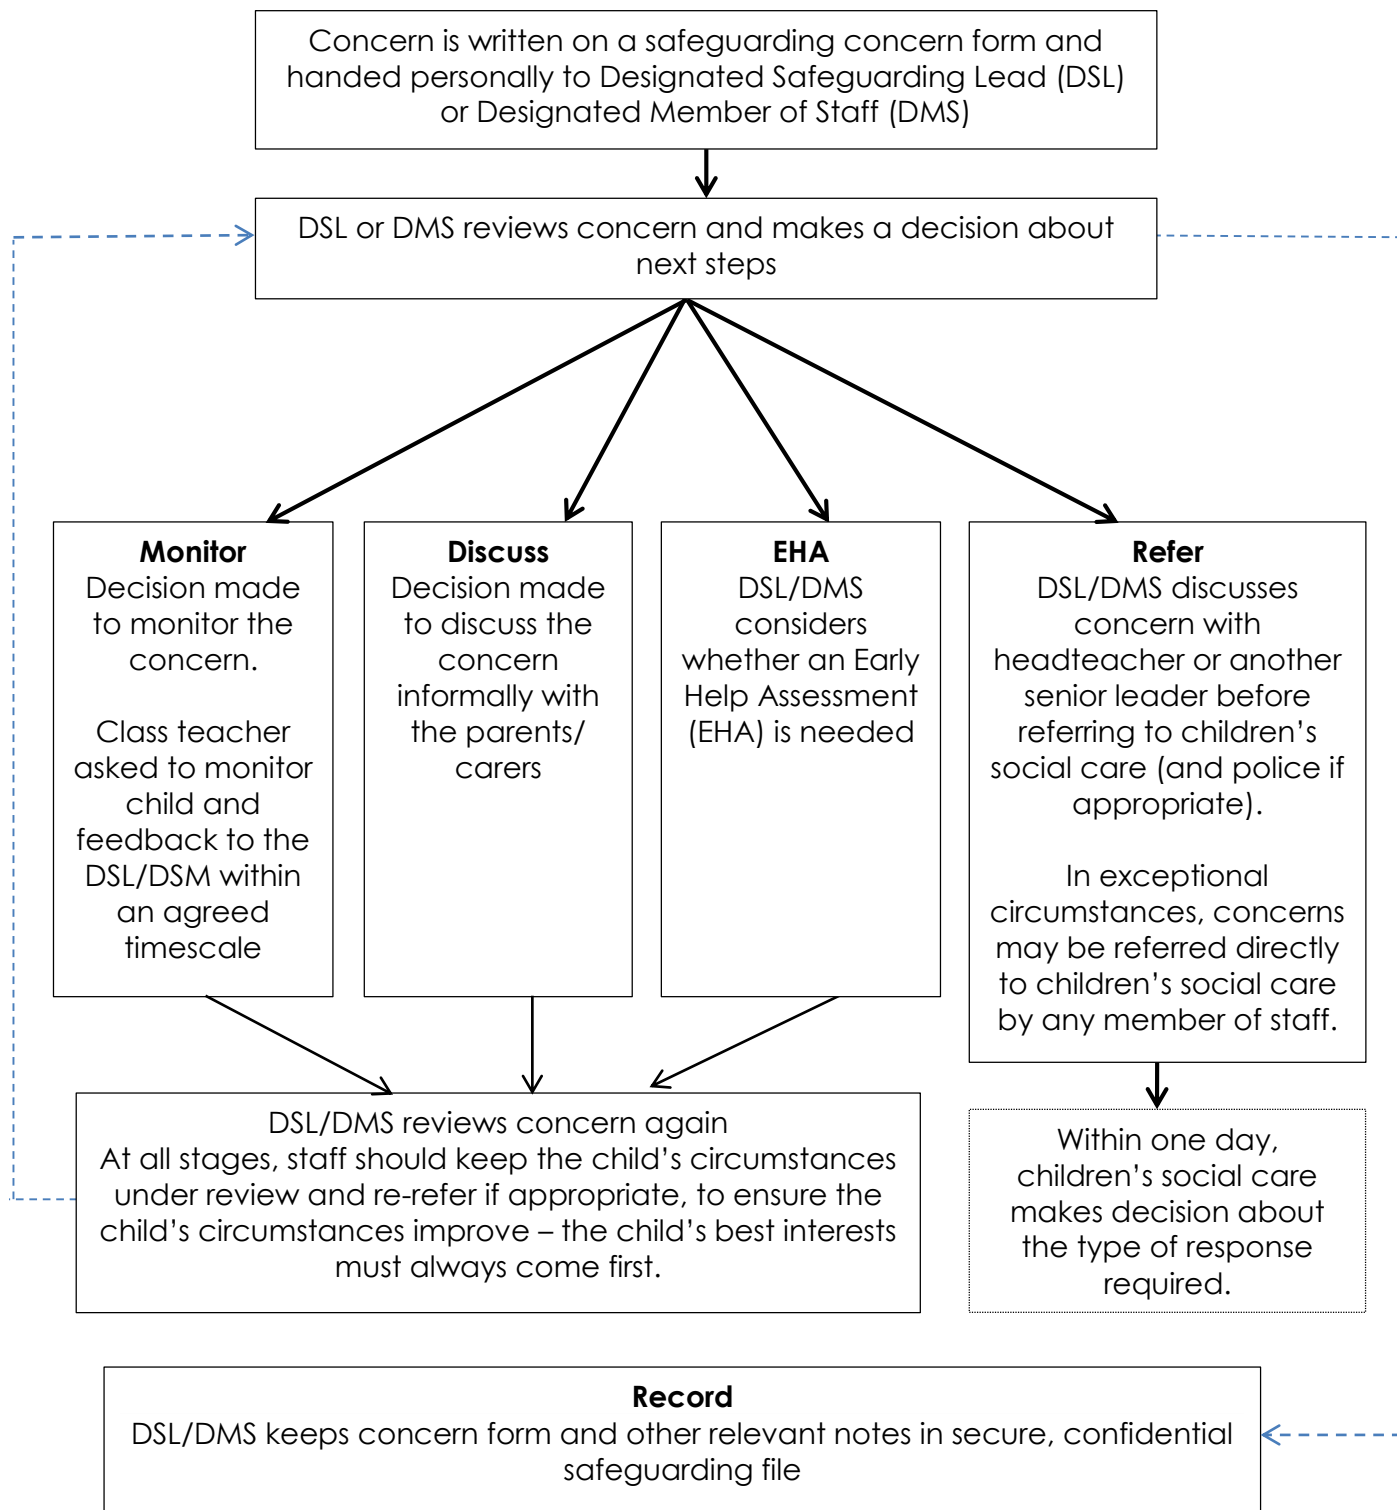 Concern is written on a safeguarding concern form and
handed personally to Designated Safeguarding Lead (DSL)
or Designated Member of Staff (DMS)
DSL or DMS reviews concern and makes a decision about
next steps
Monitor
Decision made
to monitor the
concern.
Class teacher
asked to monitor
child and
feedback to the
DSL/DSM within
an agreed
timescale
Discuss
Decision made
to discuss the
concern
informally with
the parents/
carers
EHA
DSL/DMS
considers
whether an Early
Help Assessment
(EHA) is needed
Refer
DSL/DMS discusses
concern with
headteacher or another
senior leader before
referring to children’s
social care (and police if
appropriate).
In exceptional
circumstances, concerns
may be referred directly
to children’s social care
by any member of staff.
DSL/DMS reviews concern again
At all stages, staff should keep the child’s circumstances
under review and re-refer if appropriate, to ensure the
child’s circumstances improve – the child’s best interests
must always come first.
Within one day,
children’s social care
makes decision about
the type of response
required.
Record
DSL/DMS keeps concern form and other relevant notes in secure, confidential
safeguarding file